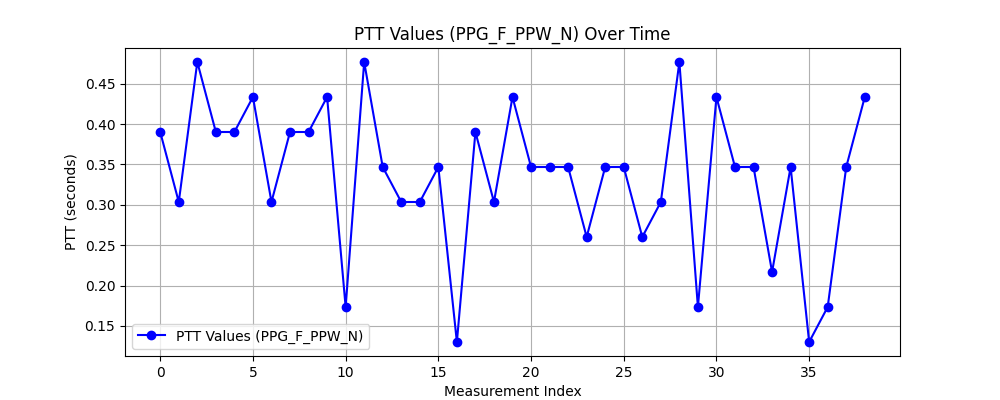 PTT Values (PPG_F_PPW_N) Over Time
PTT (seconds)
0.45
0.40
0.35
0.30
0.25
0.20
0.15
PTT Values (PPG_F_PPW_N)
0 5 10 15 20 25 30 35
Measurement Index